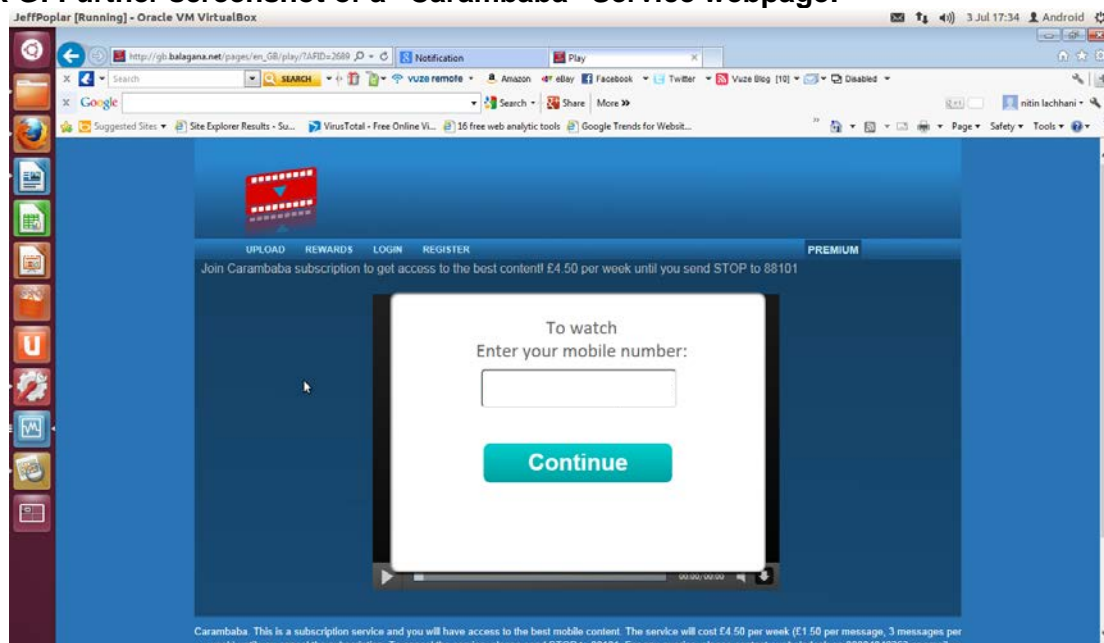 G: Further screenshot of a "Carambaba" Service webpage:
JeffPoplar [Running] - Oracle VM VirtualBox
3 Jul 17:34 Android
http://gb.balagana.net/pages/en_GB/play/?AFID=2689
Notification
Play
Search
SEARCH
vuze remote
Amazon
eBay
Facebook
Twitter
Vuze Blog [10]
Disabled
Google
Search
Share
More
nitin lachhani
Suggested Sites
Site Explorer Results - Su...
VirusTotal - Free Online Vi...
16 free web analytic tools
Google Trends for Websit...
Page
Safety
Tools
UPLOAD REWARDS LOGIN REGISTER PREMIUM
Join Carambaba subscription to get access to the best content! £4.50 per week until you send STOP to 88101
To watch
Enter your mobile number:
Continue
00:00/00:00
Carambaba. This is a subscription service and you will have access to the best mobile content. The service will cost £4.50 per week (£1.50 per message, 3 messages per